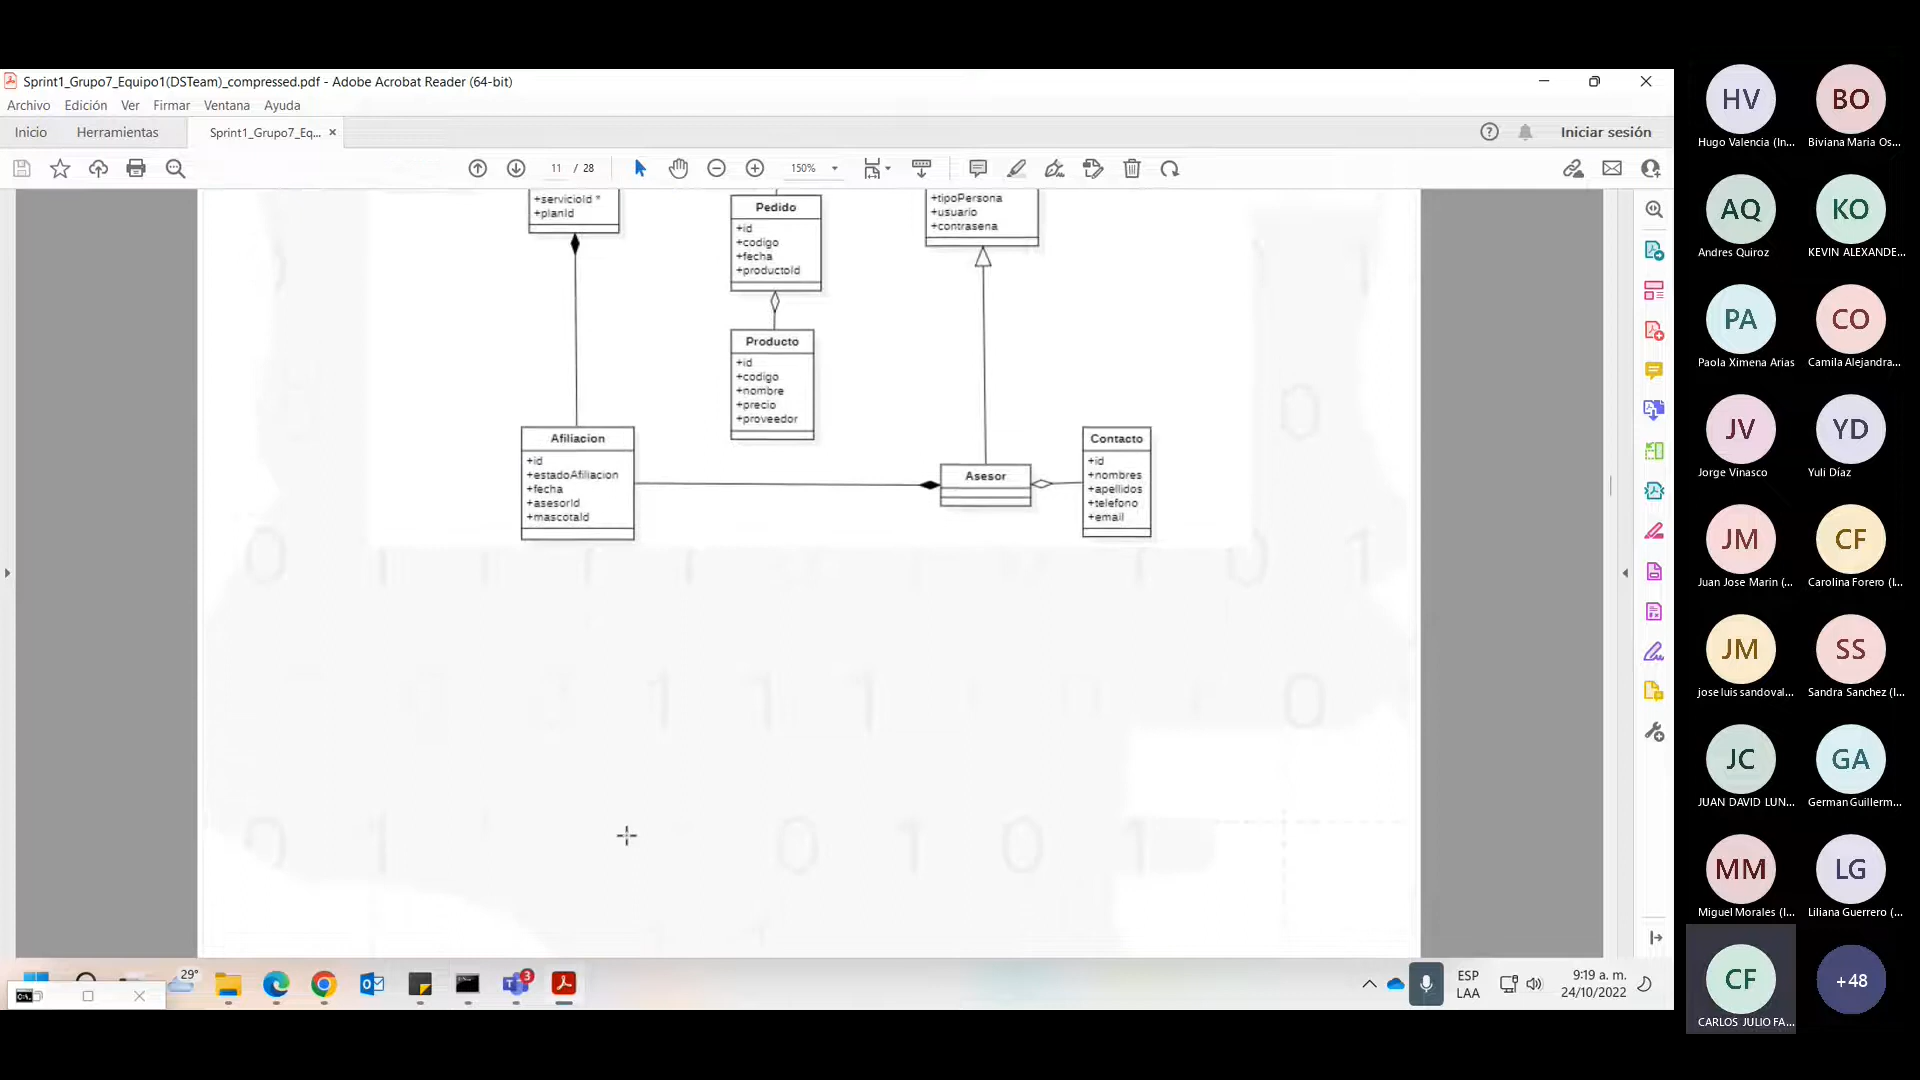 Sprint1_Grupo7_Equipo1(DSTeam)_compressed.pdf - Adobe Acrobat Reader (64-bit)
Archivo Edición Ver Firmar Ventana Ayuda
Inicio Herramientas Sprint1_Grupo7_Eq... × Iniciar sesión
11 / 28 150%
+servicioId *
+planId
Pedido
+id
+codigo
+fecha
+productoId
+tipoPersona
+usuario
+contrasena
Producto
+id
+codigo
+nombre
+precio
+proveedor
Afiliacion
+id
+estadoAfiliacion
+fecha
+asesorId
+mascotaId
Asesor
Contacto
+id
+nombres
+apellidos
+telefono
+email
HV
Hugo Valencia (In...
BO
Biviana Maria Os...
AQ
Andres Quiroz
KO
KEVIN ALEXANDE...
PA
Paola Ximena Arias
CO
Camila Alejandra...
JV
Jorge Vinasco
YD
Yuli Díaz
JM
Juan Jose Marin (...
CF
Carolina Forero (I...
JM
jose luis sandoval...
SS
Sandra Sanchez (I...
JC
JUAN DAVID LUN...
GA
German Guillerm...
MM
Miguel Morales (I...
LG
Liliana Guerrero (...
CF
CARLOS JULIO FA...
+48
29°
3
ESP
LAA
9:19 a. m.
24/10/2022